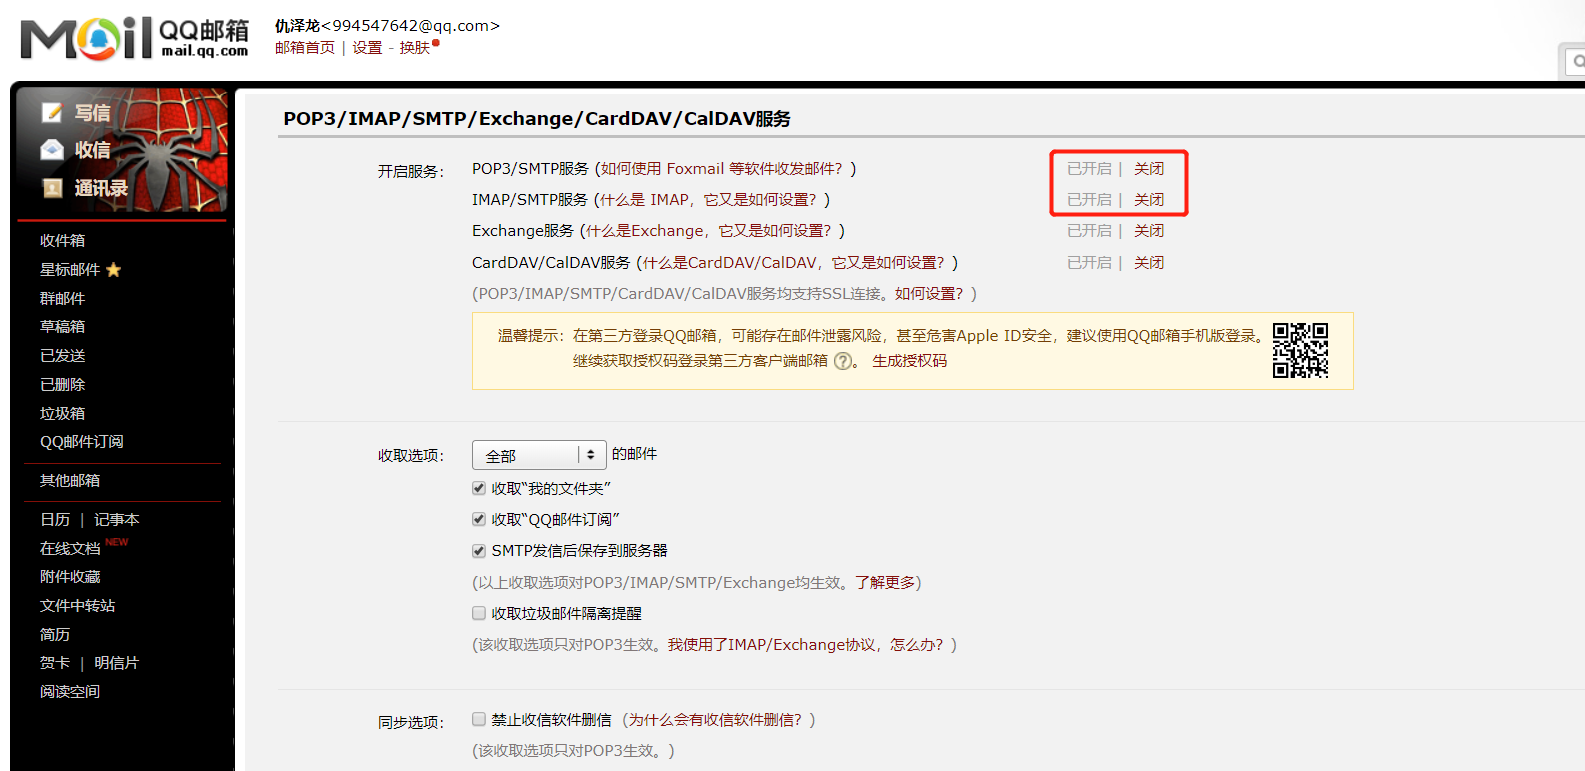 Mail QQ邮箱
mail.qq.com
仇泽龙<994547642@qq.com>
邮箱首页 | 设置 - 换肤
写信
收信
通讯录
收件箱
星标邮件
群邮件
草稿箱
已发送
已删除
垃圾箱
QQ邮件订阅
其他邮箱
日历 | 记事本
在线文档 NEW
附件收藏
文件中转站
简历
贺卡 | 明信片
阅读空间
POP3/IMAP/SMTP/Exchange/CardDAV/CalDAV服务
开启服务： POP3/SMTP服务 (如何使用 Foxmail 等软件收发邮件？) 已开启 | 关闭
IMAP/SMTP服务 (什么是 IMAP，它又是如何设置？) 已开启 | 关闭
Exchange服务 (什么是Exchange，它又是如何设置？) 已开启 | 关闭
CardDAV/CalDAV服务 (什么是CardDAV/CalDAV，它又是如何设置？) 已开启 | 关闭
(POP3/IMAP/SMTP/CardDAV/CalDAV服务均支持SSL连接。如何设置？)
温馨提示：在第三方登录QQ邮箱，可能存在邮件泄露风险，甚至危害Apple ID安全，建议使用QQ邮箱手机版登录。
继续获取授权码登录第三方客户端邮箱 ?。 生成授权码
收取选项： 全部 的邮件
收取“我的文件夹”
收取“QQ邮件订阅”
SMTP发信后保存到服务器
(以上收取选项对POP3/IMAP/SMTP/Exchange均生效。了解更多)
收取垃圾邮件隔离提醒
(该收取选项只对POP3生效。我使用了IMAP/Exchange协议，怎么办？)
同步选项： 禁止收信软件删信 (为什么会有收信软件删信？)
(该收取选项只对POP3生效。)